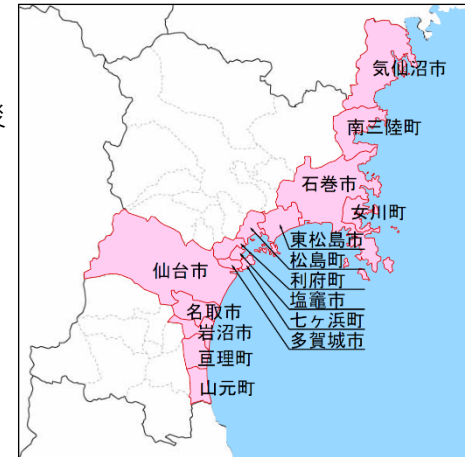 気仙沼市
南三陸町
石巻市
女川町
東松島市
松島町
利府町
塩竈市
七ヶ浜町
多賀城市
仙台市
名取市
岩沼市
亘理町
山元町